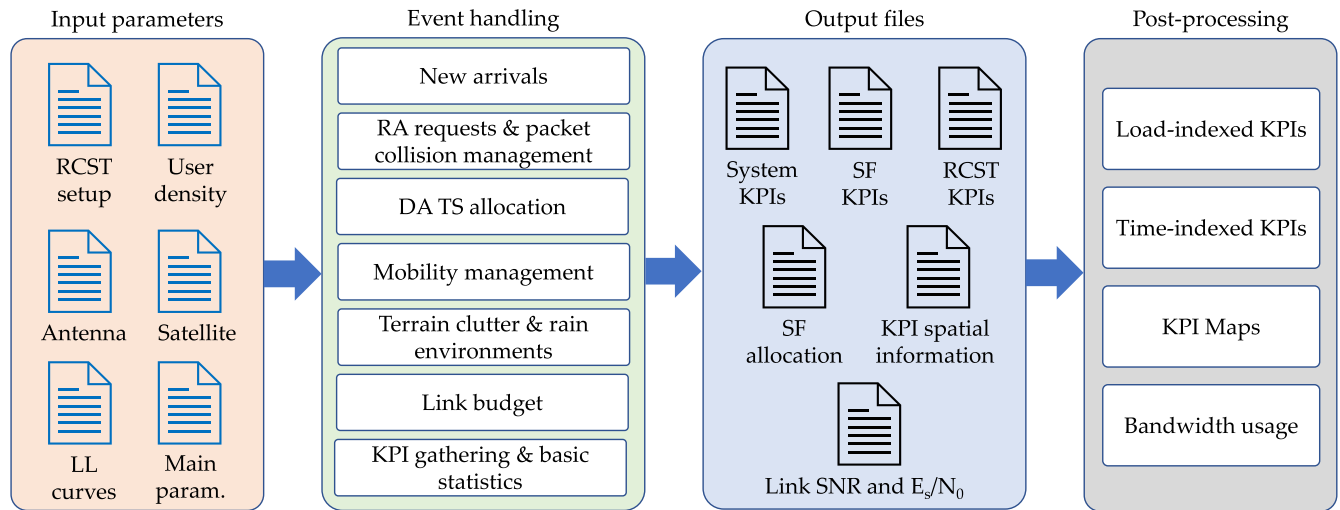 Input parameters
RCST
setup
User
density
Antenna
Satellite
LL
curves
Main
param.
Event handling
New arrivals
RA requests & packet
collision management
DA TS allocation
Mobility management
Terrain clutter & rain
environments
Link budget
KPI gathering & basic
statistics
Output files
System
KPIs
SF
KPIs
RCST
KPIs
SF
allocation
KPI spatial
information
Link SNR and Eₛ/N₀
Post-processing
Load-indexed KPIs
Time-indexed KPIs
KPI Maps
Bandwidth usage